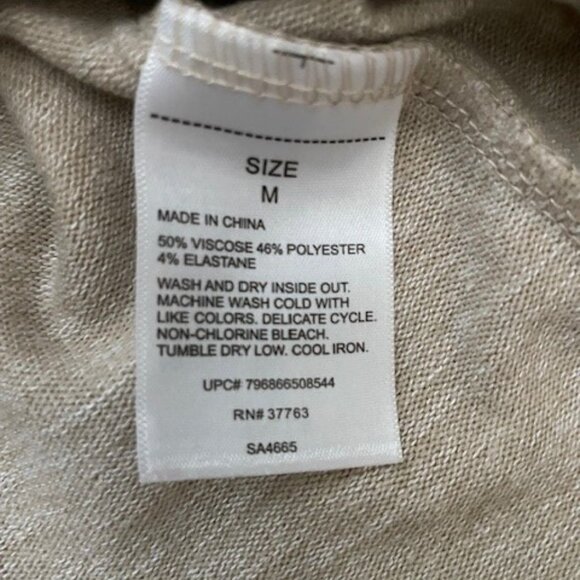 SIZE
M
MADE IN CHINA
50% VISCOSE 46% POLYESTER
4% ELASTANE
WASH AND DRY INSIDE OUT.
MACHINE WASH COLD WITH
LIKE COLORS. DELICATE CYCLE.
NON-CHLORINE BLEACH.
TUMBLE DRY LOW. COOL IRON.
UPC# 796866508544
RN# 37763
SA4665